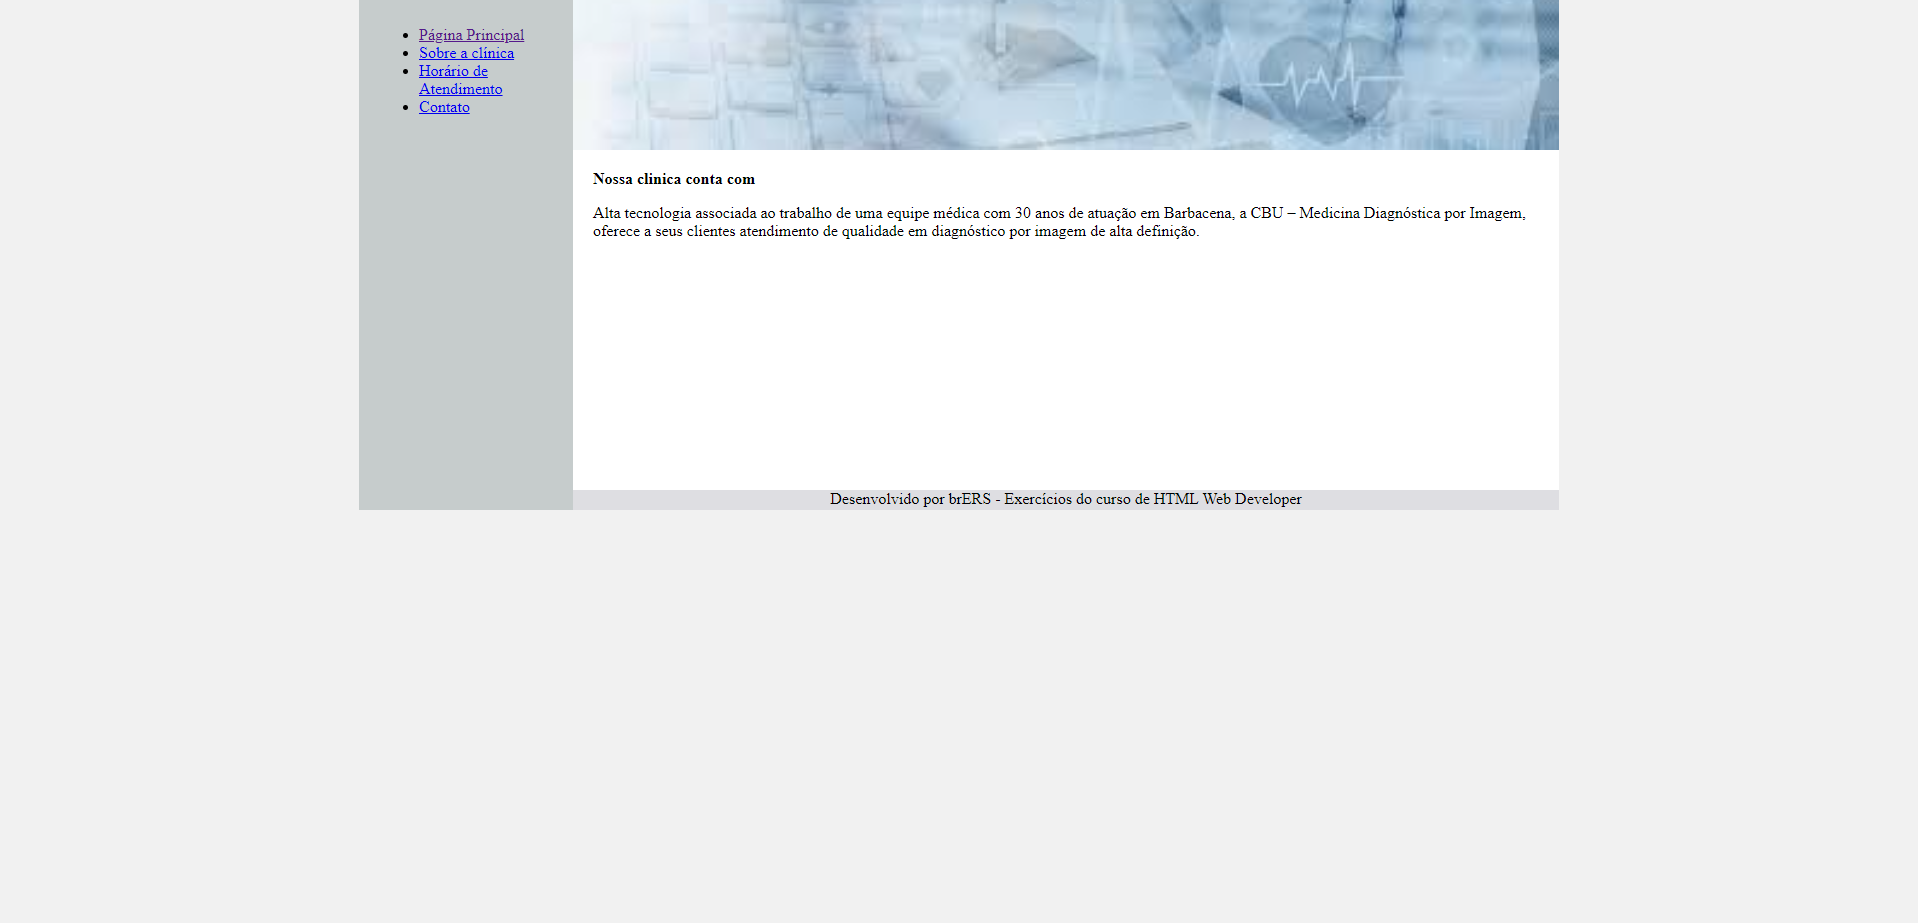 Página Principal
Sobre a clínica
Horário de
Atendimento
Contato
Nossa clinica conta com
Alta tecnologia associada ao trabalho de uma equipe médica com 30 anos de atuação em Barbacena, a CBU – Medicina Diagnóstica por Imagem,
oferece a seus clientes atendimento de qualidade em diagnóstico por imagem de alta definição.
Desenvolvido por brERS - Exercícios do curso de HTML Web Developer